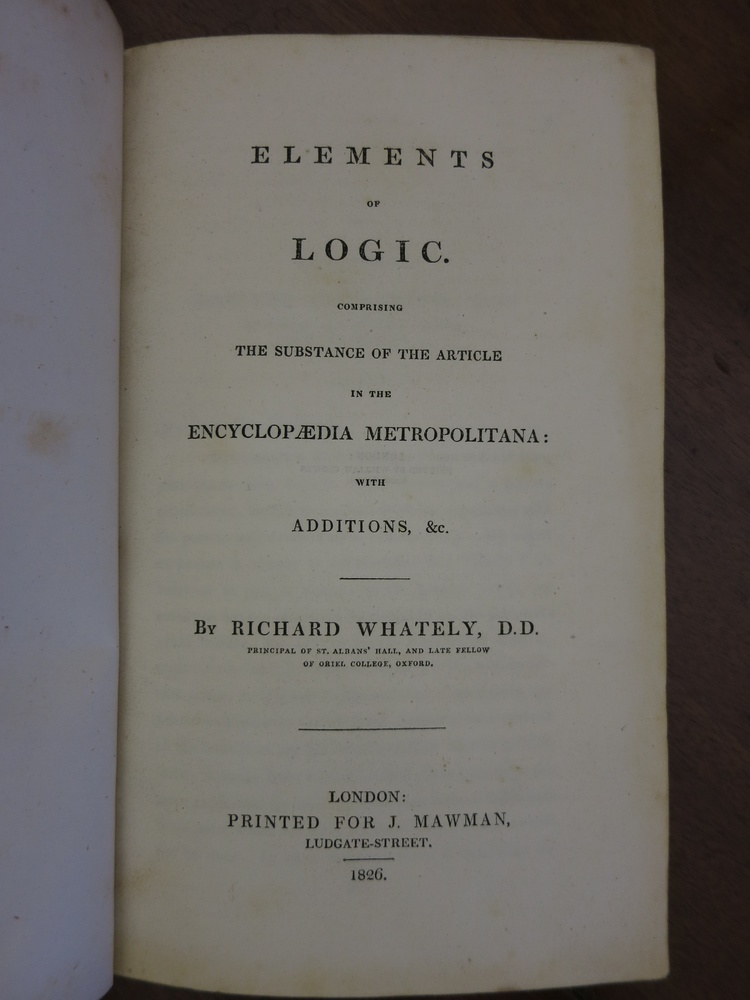 ELEMENTS
OF
LOGIC.
COMPRISING
THE SUBSTANCE OF THE ARTICLE
IN THE
ENCYCLOPÆDIA METROPOLITANA:
WITH
ADDITIONS, &c.
By RICHARD WHATELY, D.D.
PRINCIPAL OF ST. ALBANS' HALL, AND LATE FELLOW
OF ORIEL COLLEGE, OXFORD.
LONDON:
PRINTED FOR J. MAWMAN,
LUDGATE-STREET.
1826.